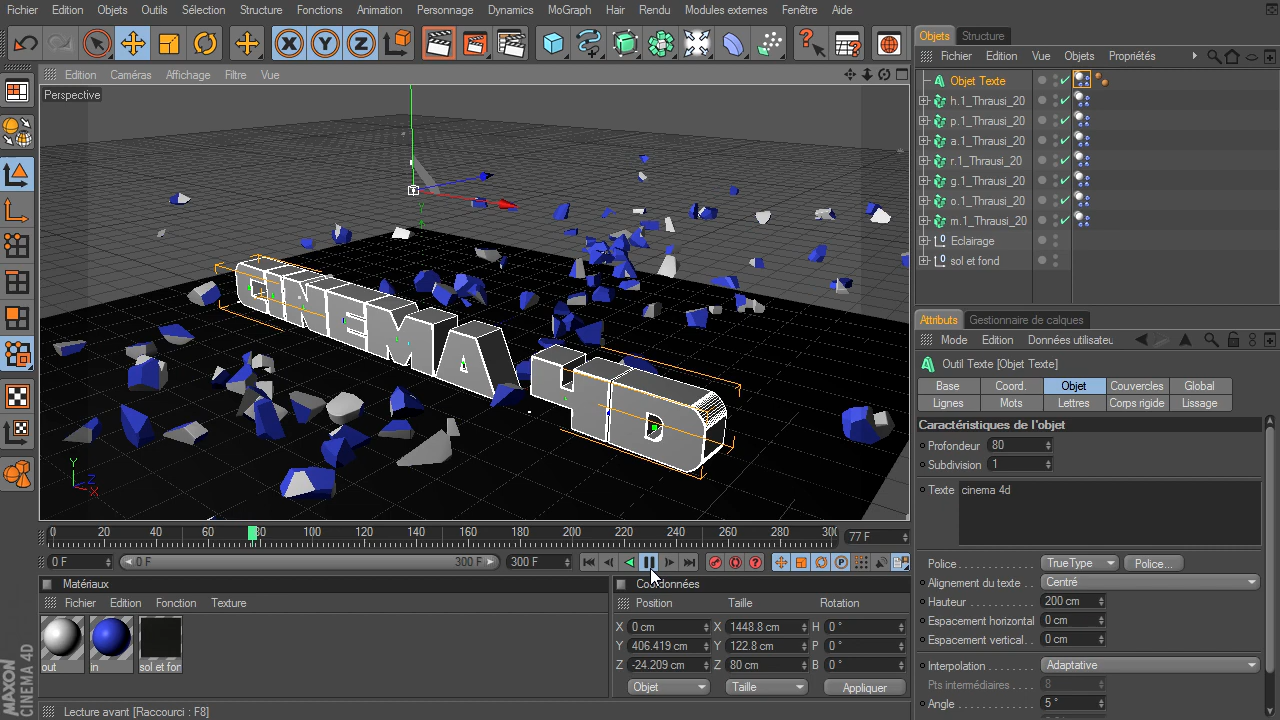 Fichier Edition Objets Outils Sélection Structure Fonctions Animation Personnage Dynamics MoGraph Hair Rendu Modules externes Fenêtre Aide
Objets Structure
Fichier Edition Vue Objets Propriétés
Edition Caméras Affichage Filtre Vue
Perspective
Objet Texte
h.1_Thrausi_20
p.1_Thrausi_20
a.1_Thrausi_20
r.1_Thrausi_20
g.1_Thrausi_20
o.1_Thrausi_20
m.1_Thrausi_20
Eclairage
sol et fond
CINEMA 4D
Y
Z
X
Attributs Gestionnaire de calques
Mode Edition Données utilisateu
Outil Texte [Objet Texte]
Base Coord. Objet Couvercles Global
Lignes Mots Lettres Corps rigide Lissage
Caractéristiques de l'objet
Profondeur 80
Subdivision 1
Texte cinema 4d
Police TrueType Police...
Alignement du texte Centré
Hauteur 200 cm
Espacement horizontal 0 cm
Espacement vertical 0 cm
Interpolation Adaptative
Pts intermédiaires 8
Angle 5 °
0 20 40 60 80 100 120 140 160 180 200 220 240 260 280 300 77 F
0 F 0 F 300 F 300 F
Matériaux
Fichier Edition Fonction Texture
out in sol et fon
Coordonnées
Position Taille Rotation
X 0 cm X 1448.8 cm H 0 °
Y 406.419 cm Y 122.8 cm P 0 °
Z -24.209 cm Z 80 cm B 0 °
Objet Taille Appliquer
MAXON
CINEMA 4D
Lecture avant [Raccourci : F8]